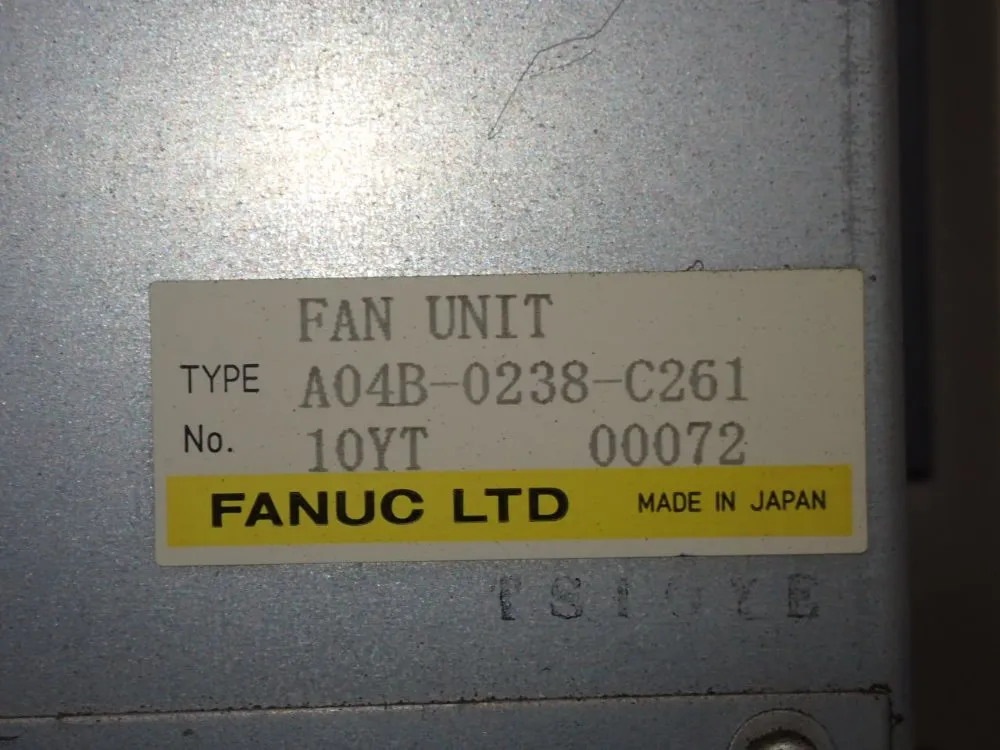 FAN UNIT
TYPE A04B-0238-C261
No. 10YT 00072
FANUC LTD MADE IN JAPAN